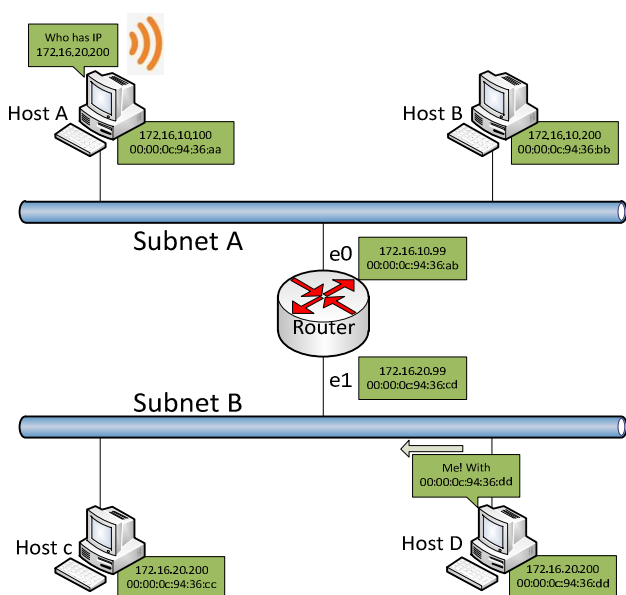 Who has IP
172,16,20,200
Host A
172,16,10,100
00:00:0c:94:36:aa
Host B
172,16,10,200
00:00:0c:94:36:bb
Subnet A
e0
172.16.10.99
00:00:0c:94:36:ab
Router
e1
172.16.20.99
00:00:0c:94:36:cd
Subnet B
Me! With
00:00:0c:94:36:dd
Host c
172.16.20.200
00:00:0c:94:36:cc
Host D
172.16.20.200
00:00:0c:94:36:dd